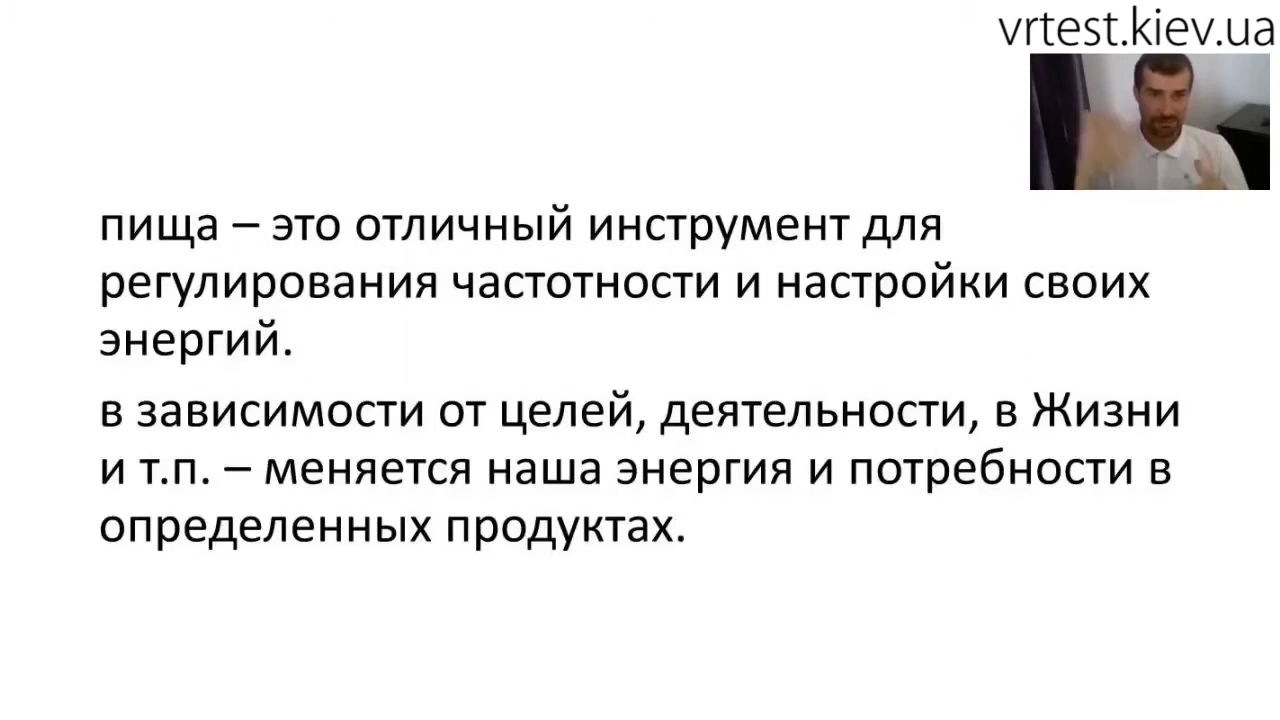 vrtest.kiev.ua
пища – это отличный инструмент для
регулирования частотности и настройки своих
энергий.
в зависимости от целей, деятельности, в Жизни
и т.п. – меняется наша энергия и потребности в
определенных продуктах.